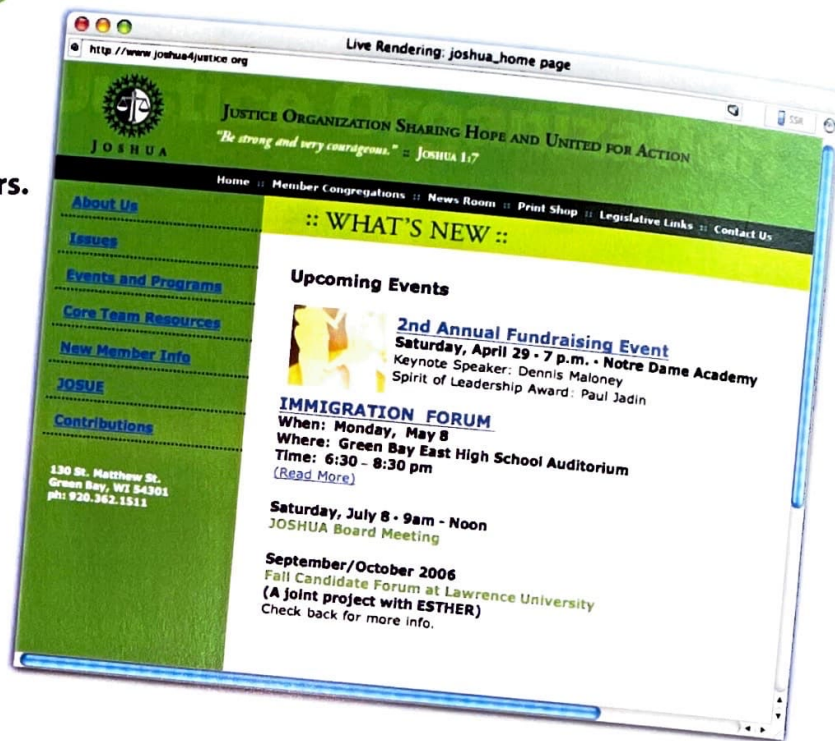 rs.
Live Rendering: joshua_home page
http://www.joshua4justice.org
SSR
JOSHUA
JUSTICE ORGANIZATION SHARING HOPE AND UNITED FOR ACTION
"Be strong and very courageous." :: JOSHUA 1:7
Home :: Member Congregations :: News Room :: Print Shop :: Legislative Links :: Contact Us
About Us
Issues
Events and Programs
Core Team Resources
New Member Info
JOSUE
Contributions
130 St. Matthew St.
Green Bay, WI 54301
ph: 920.362.1511
:: WHAT'S NEW ::
Upcoming Events
2nd Annual Fundraising Event
Saturday, April 29 • 7 p.m. • Notre Dame Academy
Keynote Speaker: Dennis Maloney
Spirit of Leadership Award: Paul Jadin
IMMIGRATION FORUM
When: Monday, May 8
Where: Green Bay East High School Auditorium
Time: 6:30 – 8:30 pm
(Read More)
Saturday, July 8 • 9am - Noon
JOSHUA Board Meeting
September/October 2006
Fall Candidate Forum at Lawrence University
(A joint project with ESTHER)
Check back for more info.